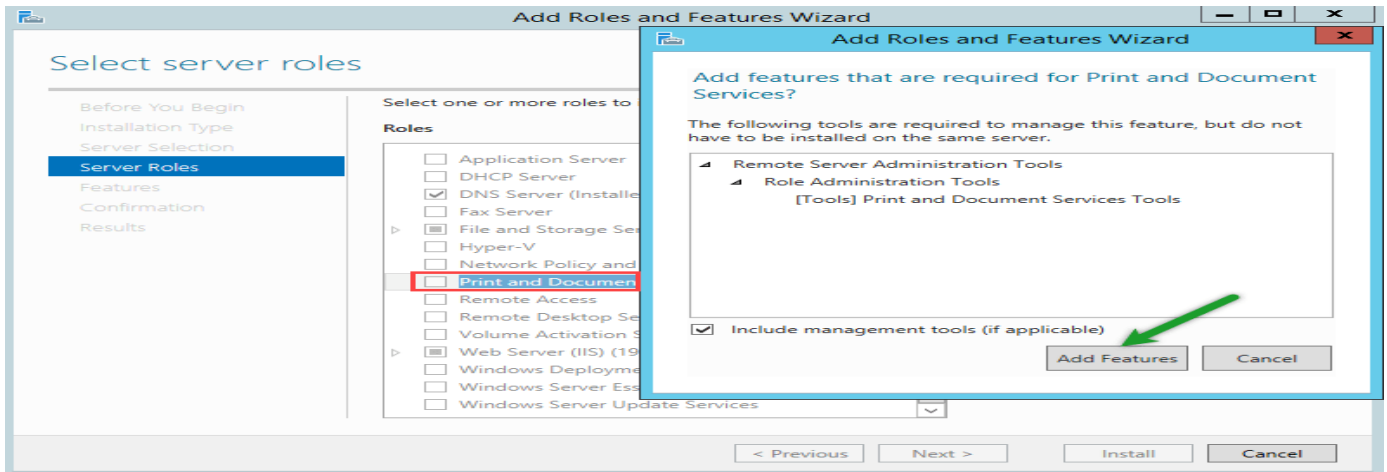 Add Roles and Features Wizard
Add Roles and Features Wizard
Select server roles
Before You Begin
Installation Type
Server Selection
Server Roles
Features
Confirmation
Results
Select one or more roles to
Roles
Application Server
DHCP Server
DNS Server (Installe
Fax Server
File and Storage Se
Hyper-V
Network Policy and
Print and Documen
Remote Access
Remote Desktop Se
Volume Activation S
Web Server (IIS) (19
Windows Deployme
Windows Server Ess
Windows Server Update Services
Add features that are required for Print and Document
Services?
The following tools are required to manage this feature, but do not
have to be installed on the same server.
Remote Server Administration Tools
Role Administration Tools
[Tools] Print and Document Services Tools
Include management tools (if applicable)
Add Features
Cancel
< Previous
Next >
Install
Cancel